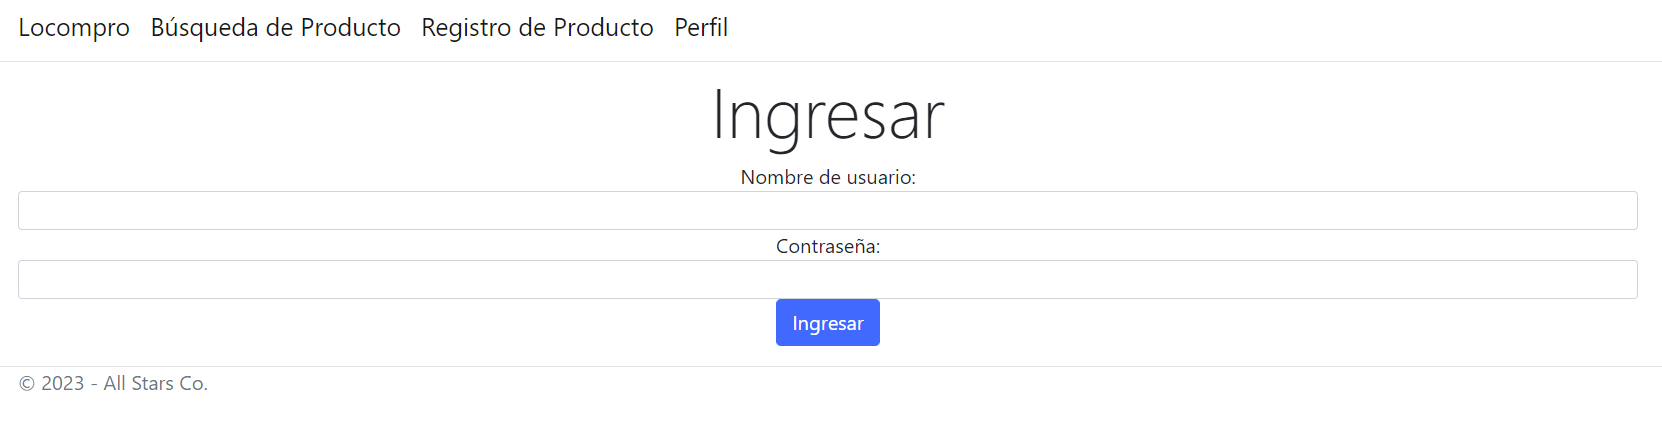 Locompro Búsqueda de Producto Registro de Producto Perfil
Ingresar
Nombre de usuario:
Contraseña:
Ingresar
© 2023 - All Stars Co.